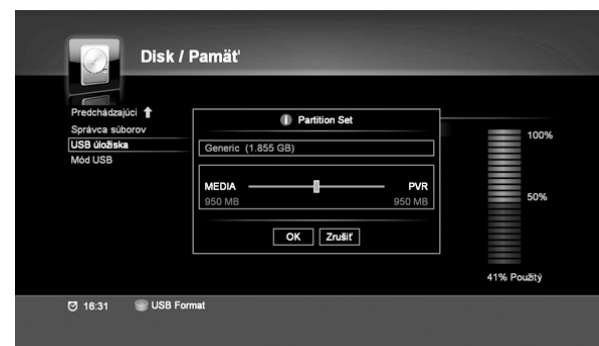 Disk / Pamäť
Predchádzajúci
Správca súborov
USB úložiska
Mód USB
Partition Set
Generic (1.855 GB)
MEDIA PVR
950 MB 950 MB
OK Zrušiť
100%
50%
41% Použitý
16:31 USB Format